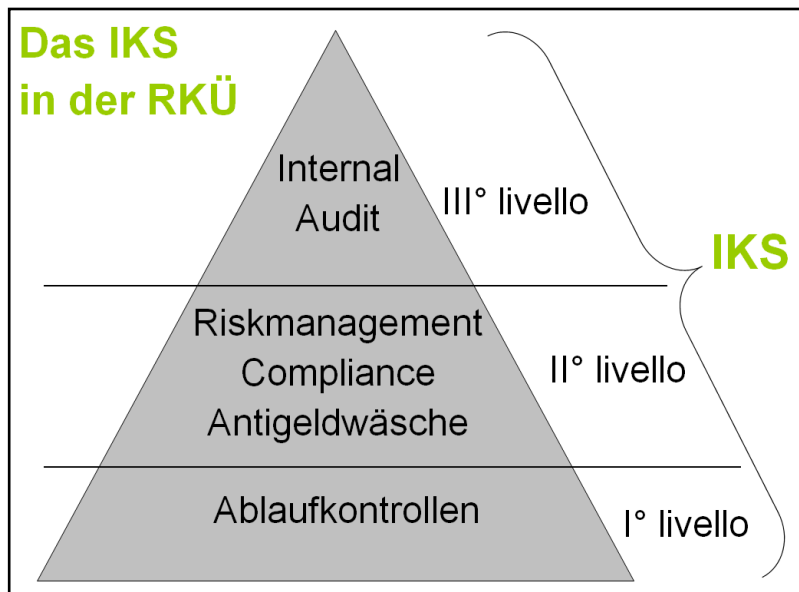 Das IKS
in der RKÜ
Internal
Audit
III° livello
IKS
Riskmanagement
Compliance
Antigeldwäsche
II° livello
Ablaufkontrollen
I° livello